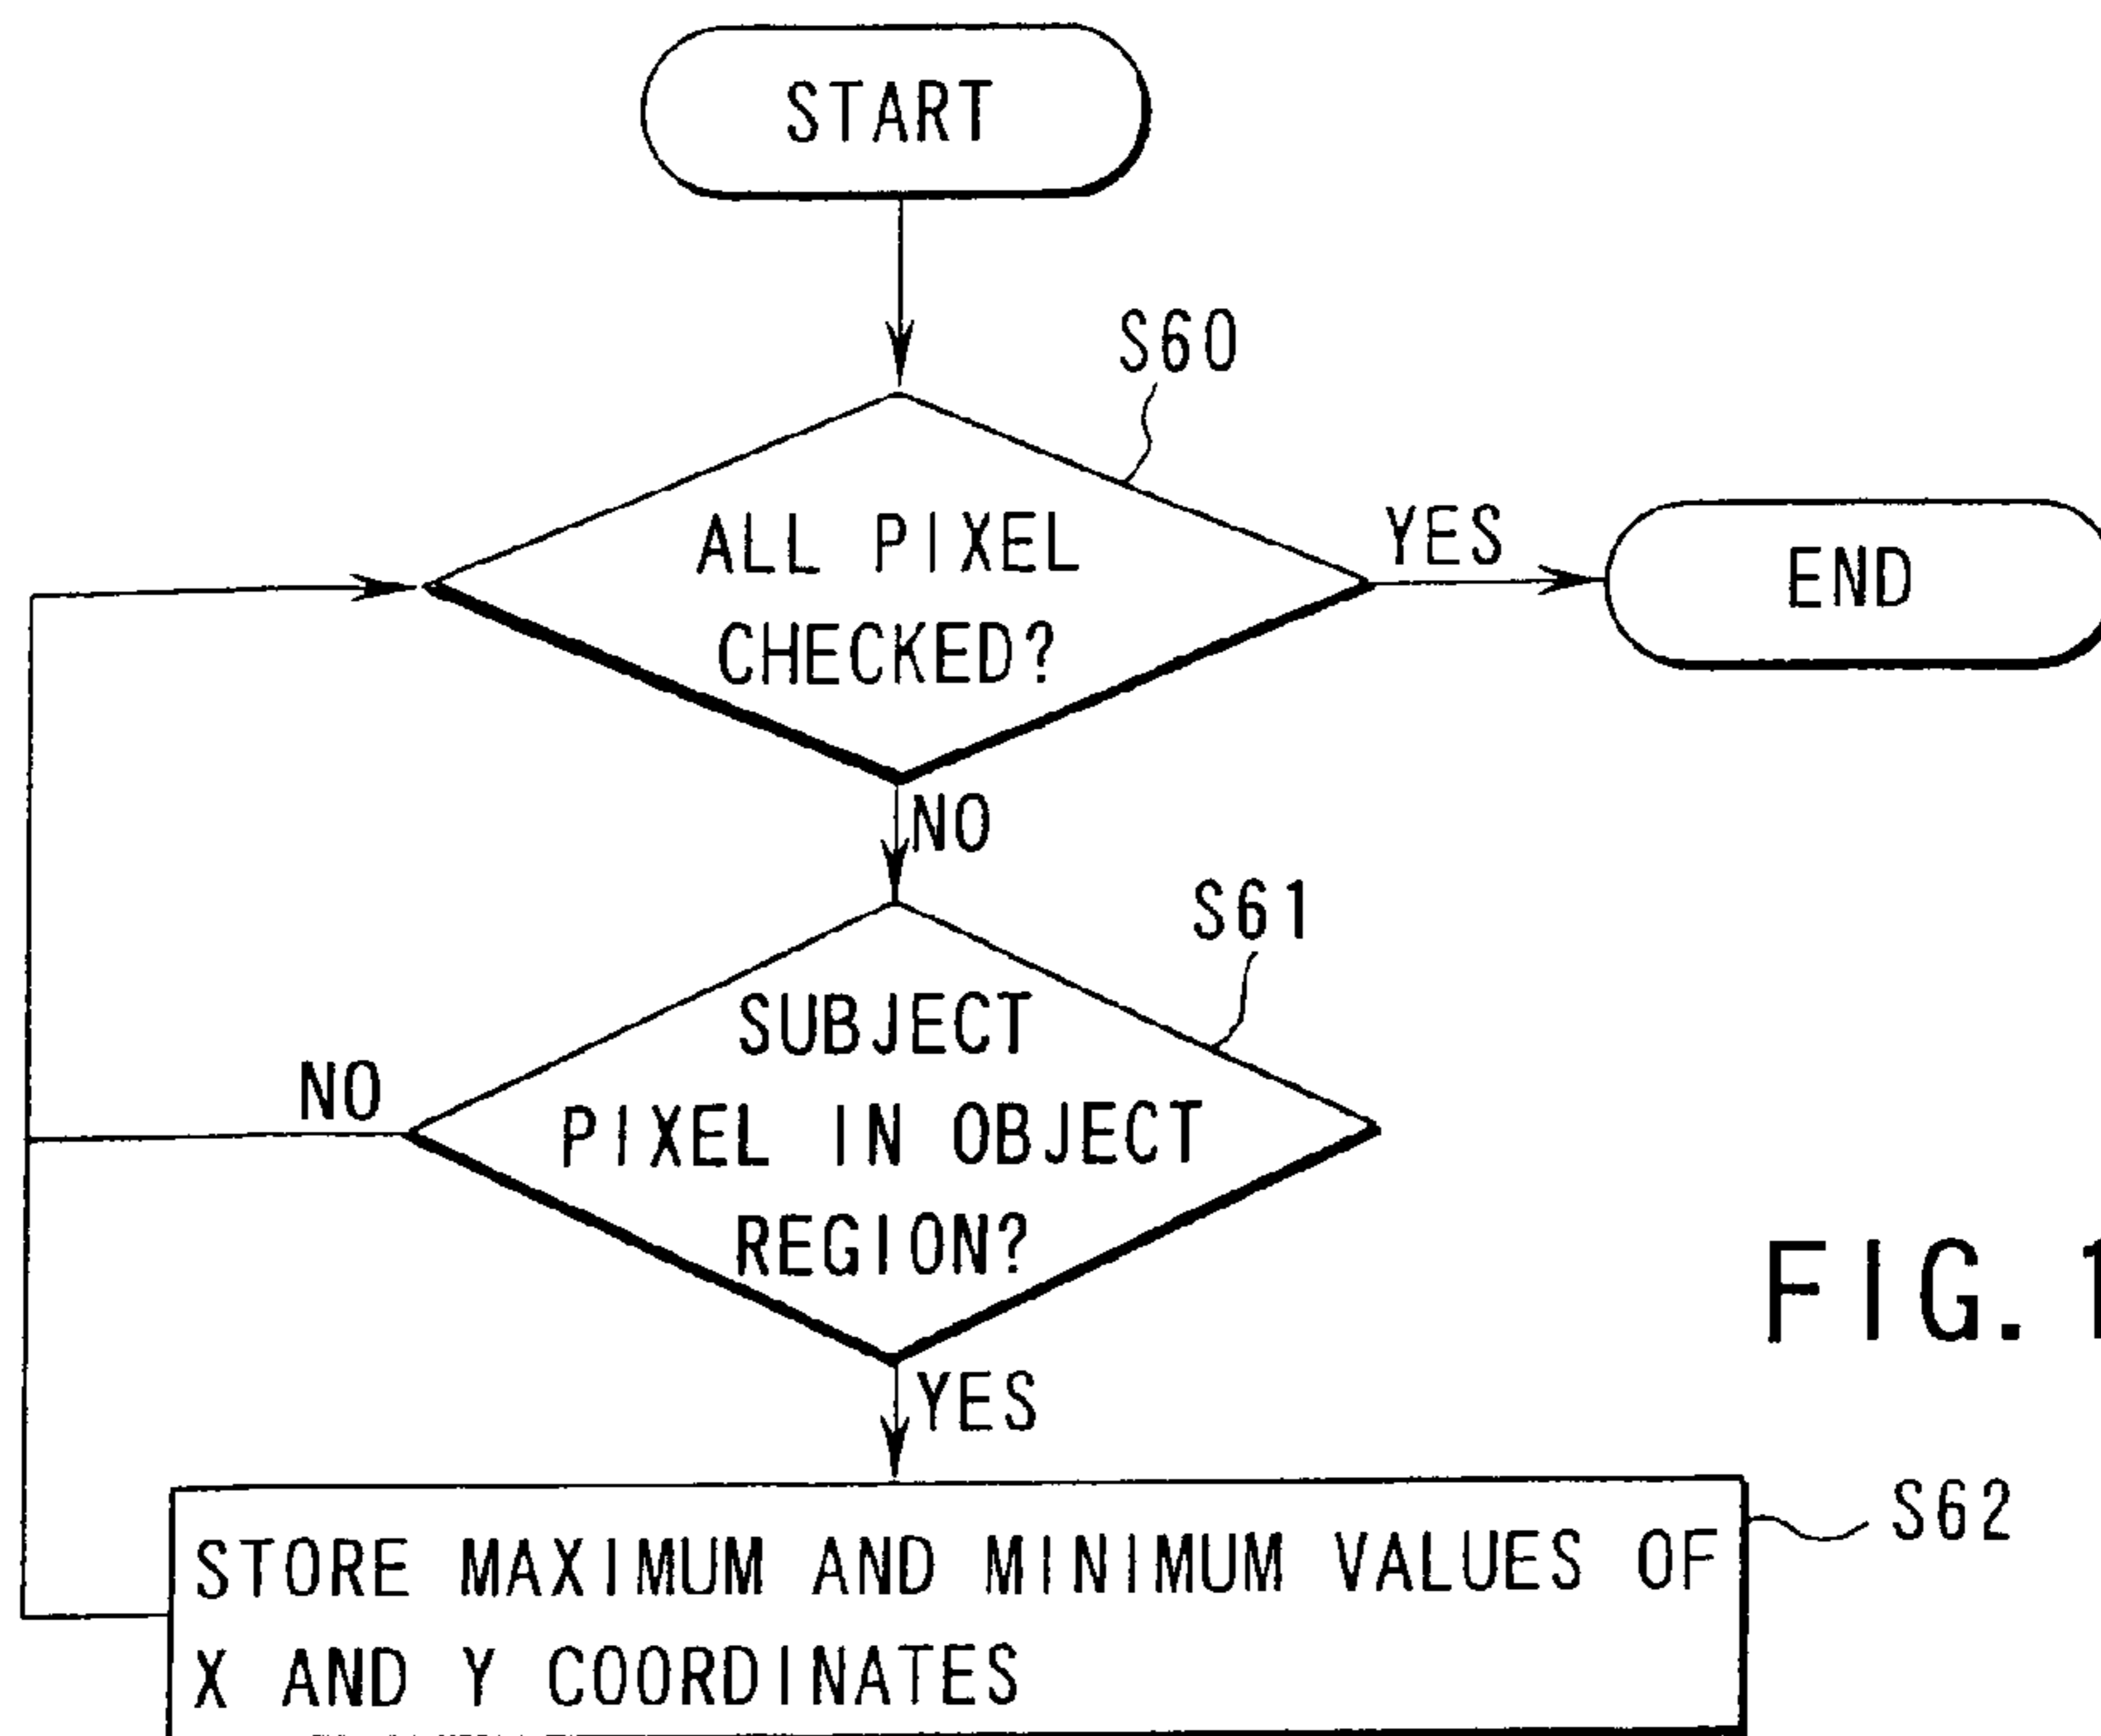 START
S60
ALL PIXEL
CHECKED?
YES
END
NO
S61
SUBJECT
PIXEL IN OBJECT
REGION?
NO
FIG. 1
YES
STORE MAXIMUM AND MINIMUM VALUES OF
X AND Y COORDINATES
S62